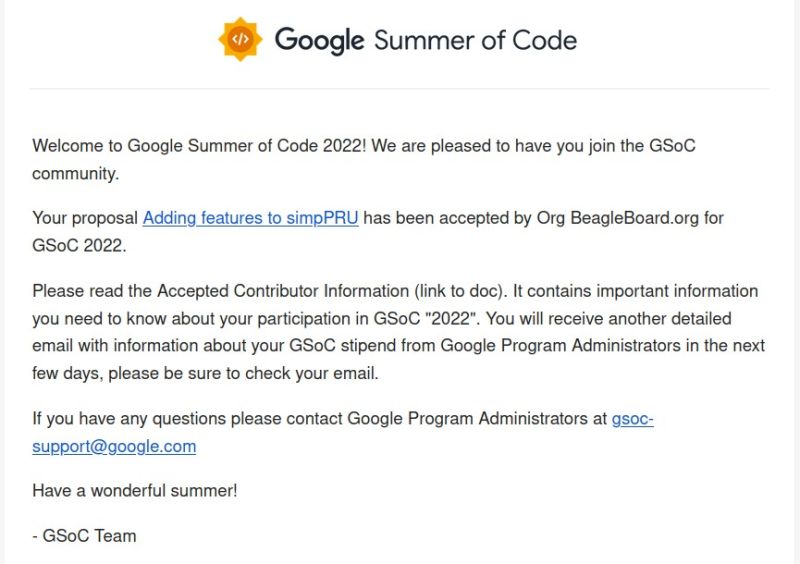 </> Google Summer of Code
Welcome to Google Summer of Code 2022! We are pleased to have you join the GSoC
community.
Your proposal Adding features to simpPRU has been accepted by Org BeagleBoard.org for
GSoC 2022.
Please read the Accepted Contributor Information (link to doc). It contains important information
you need to know about your participation in GSoC "2022". You will receive another detailed
email with information about your GSoC stipend from Google Program Administrators in the next
few days, please be sure to check your email.
If you have any questions please contact Google Program Administrators at gsoc-
support@google.com
Have a wonderful summer!
- GSoC Team